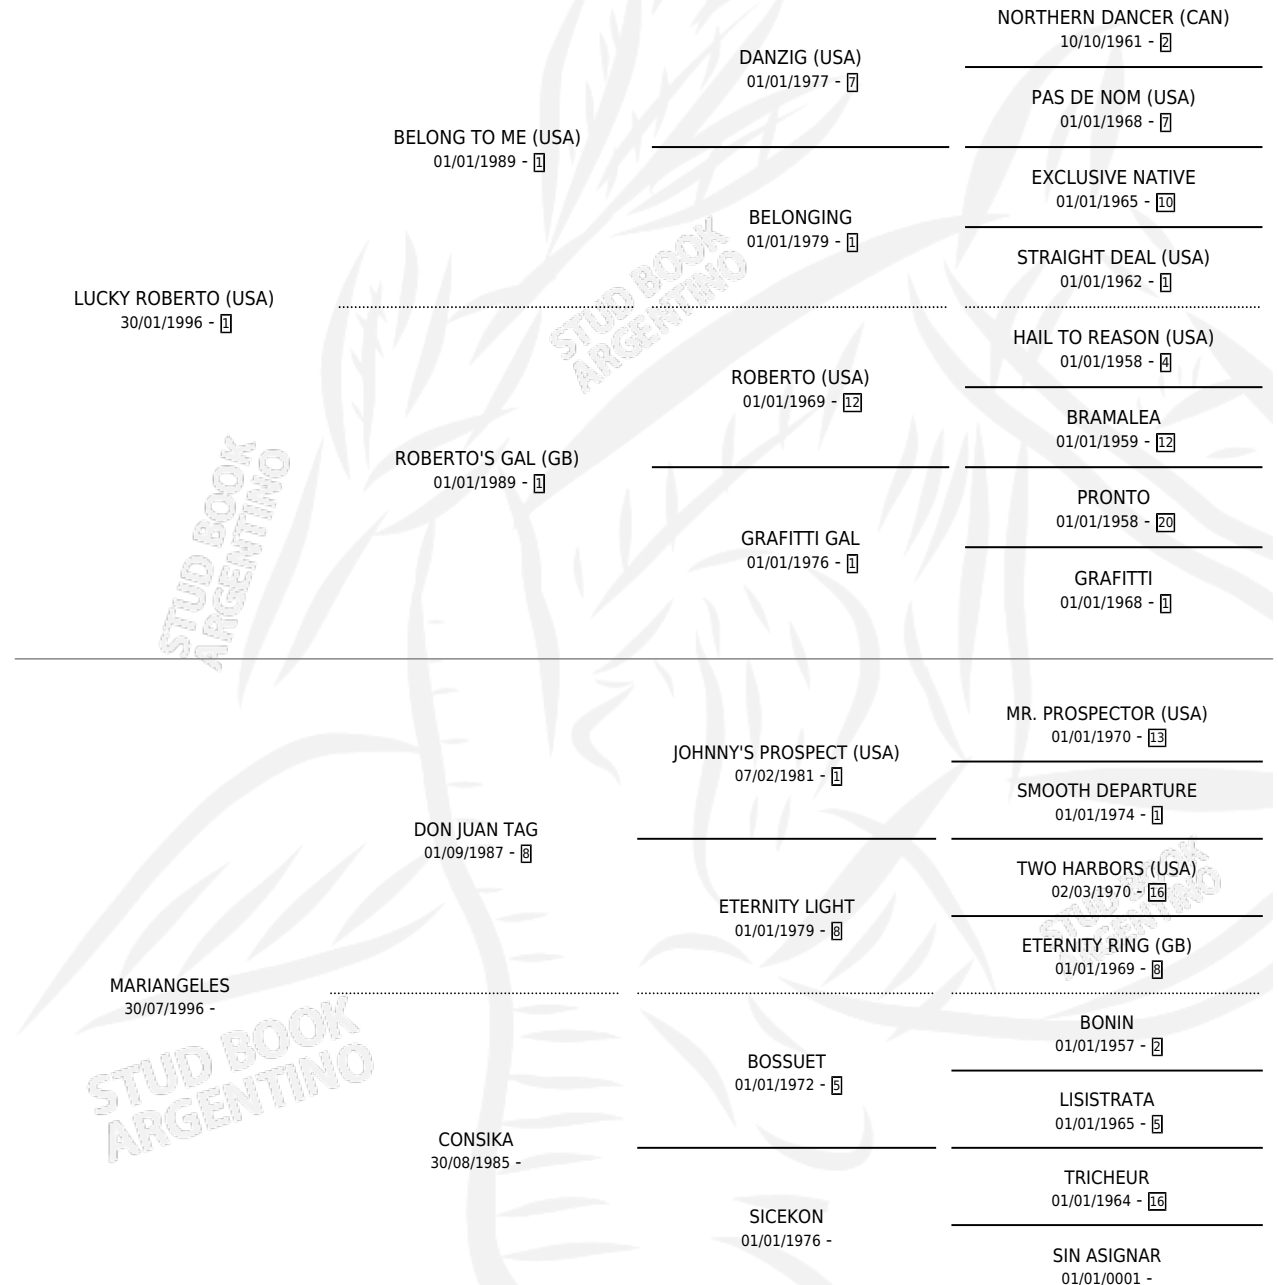 NORTHERN DANCER (CAN)
10/10/1961 - 2
DANZIG (USA)
01/01/1977 - 7
PAS DE NOM (USA)
01/01/1968 - 7
BELONG TO ME (USA)
01/01/1989 - 1
EXCLUSIVE NATIVE
01/01/1965 - 10
BELONGING
01/01/1979 - 1
STRAIGHT DEAL (USA)
01/01/1962 - 1
LUCKY ROBERTO (USA)
30/01/1996 - 1
HAIL TO REASON (USA)
01/01/1958 - 4
ROBERTO (USA)
01/01/1969 - 12
BRAMALEA
01/01/1959 - 12
ROBERTO'S GAL (GB)
01/01/1989 - 1
PRONTO
01/01/1958 - 20
GRAFITTI GAL
01/01/1976 - 1
GRAFITTI
01/01/1968 - 1
MR. PROSPECTOR (USA)
01/01/1970 - 13
JOHNNY'S PROSPECT (USA)
07/02/1981 - 1
SMOOTH DEPARTURE
01/01/1974 - 1
DON JUAN TAG
01/09/1987 - 8
TWO HARBORS (USA)
02/03/1970 - 16
ETERNITY LIGHT
01/01/1979 - 8
ETERNITY RING (GB)
01/01/1969 - 8
MARIANGELES
30/07/1996 -
BONIN
01/01/1957 - 2
BOSSUET
01/01/1972 - 5
LISISTRATA
01/01/1965 - 5
CONSIKA
30/08/1985 -
TRICHEUR
01/01/1964 - 16
SICEKON
01/01/1976 -
SIN ASIGNAR
01/01/0001 -
STUD BOOK
ARGENTINO
STUD BOOK
ARGENTINO
STUD BOOK
ARGENTINO
STUD BOOK
ARGENTINO